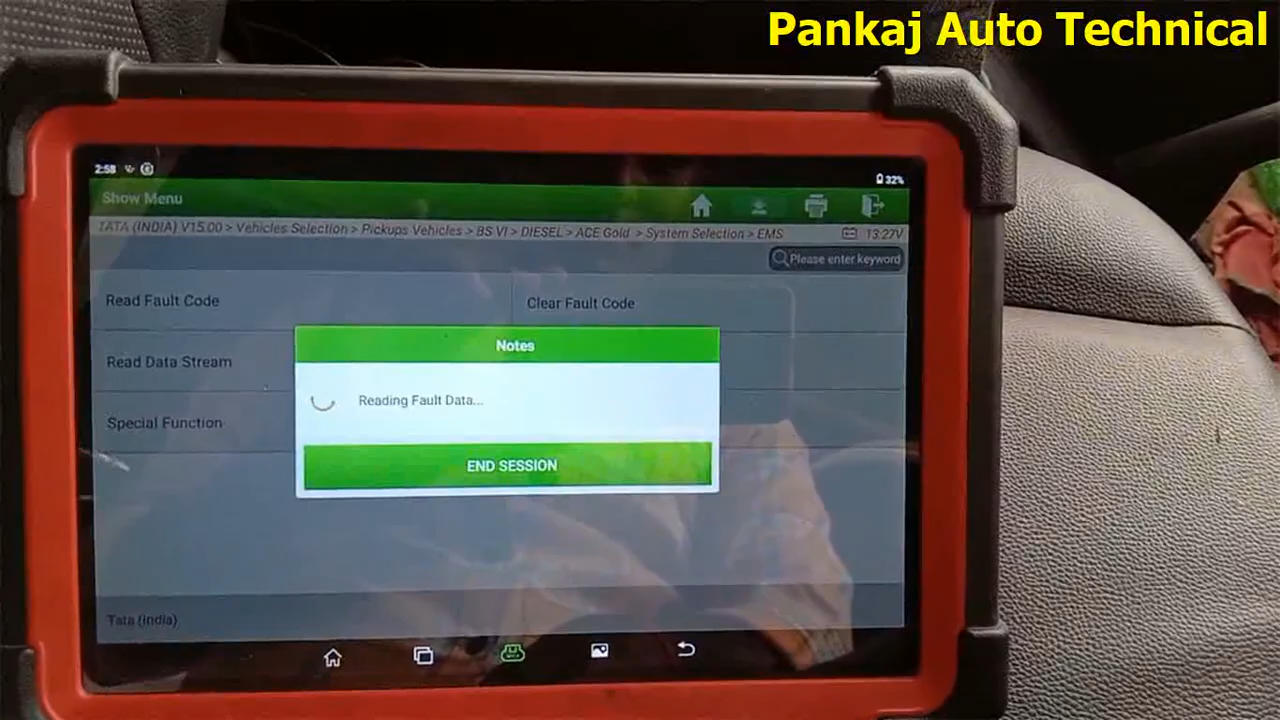 Pankaj Auto Technical
2:58
32%
Show Menu
TATA (INDIA) V15.00 > Vehicles Selection > Pickups Vehicles > BS VI > DIESEL > ACE Gold > System Selection > EMS
13.27V
Please enter keyword
Read Fault Code
Clear Fault Code
Read Data Stream
Special Function
Notes
Reading Fault Data...
END SESSION
Tata (india)